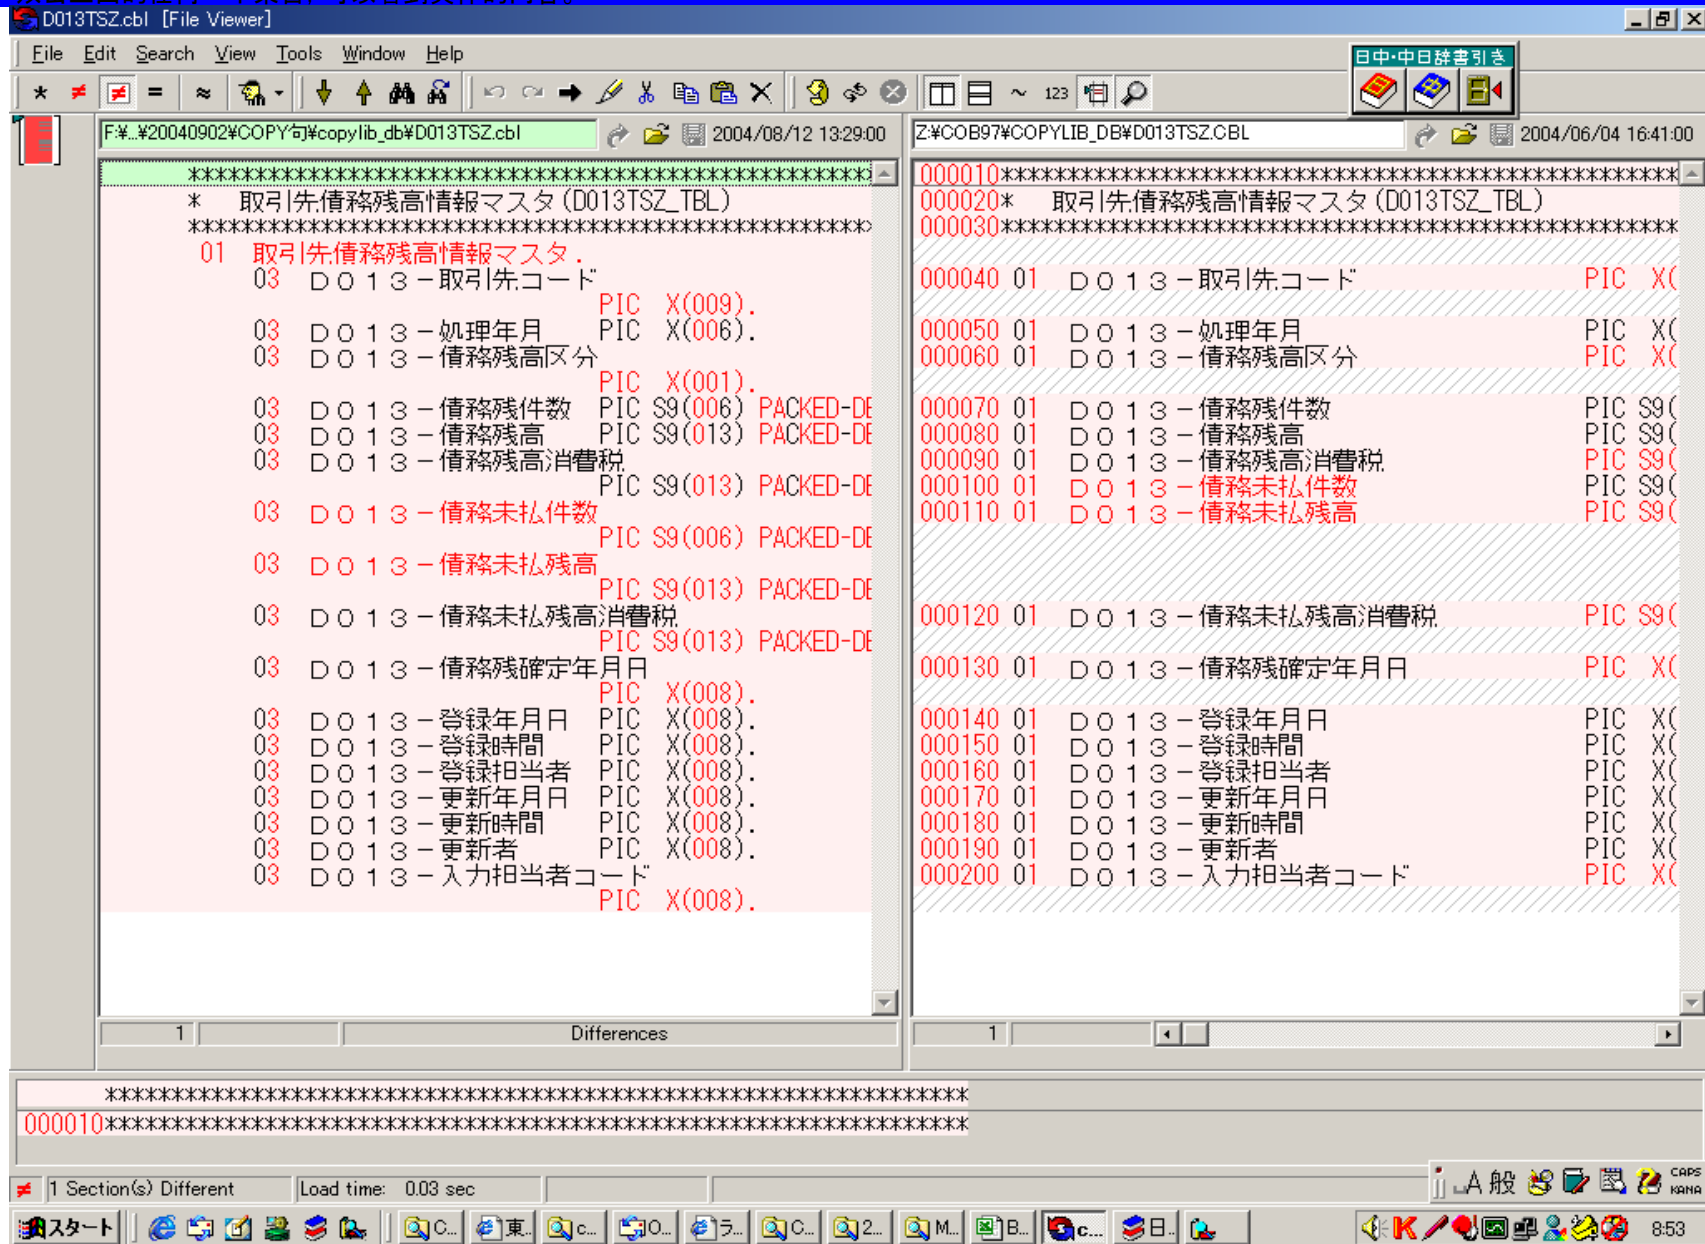 D013TSZ.cbl [File Viewer]
File Edit Search View Tools Window Help
日中・中日辞書引き
123
F:¥...¥20040902¥COPY句¥copylib_db¥D013TSZ.cbl
2004/08/12 13:29:00
Z:¥COB97¥COPYLIB_DB¥D013TSZ.CBL
2004/06/04 16:41:00
****************************************************
* 取引先債務残高情報マスタ(D013TSZ_TBL)
****************************************************
01 取引先債務残高情報マスタ.
03 D013-取引先コード
PIC X(009).
03 D013-処理年月 PIC X(006).
03 D013-債務残高区分
PIC X(001).
03 D013-債務残件数 PIC S9(006) PACKED-DE
03 D013-債務残高 PIC S9(013) PACKED-DE
03 D013-債務残高消費税
PIC S9(013) PACKED-DE
03 D013-債務未払件数
PIC S9(006) PACKED-DE
03 D013-債務未払残高
PIC S9(013) PACKED-DE
03 D013-債務未払残高消費税
PIC S9(013) PACKED-DE
03 D013-債務残確定年月日
PIC X(008).
03 D013-登録年月日 PIC X(008).
03 D013-登録時間 PIC X(008).
03 D013-登録担当者 PIC X(008).
03 D013-更新年月日 PIC X(008).
03 D013-更新時間 PIC X(008).
03 D013-更新者 PIC X(008).
03 D013-入力担当者コード
PIC X(008).
000010***************************************************
000020* 取引先債務残高情報マスタ(D013TSZ_TBL)
000030***************************************************
000040 01 D013-取引先コード PIC X(
000050 01 D013-処理年月 PIC X(
000060 01 D013-債務残高区分 PIC X(
000070 01 D013-債務残件数 PIC S9(
000080 01 D013-債務残高 PIC S9(
000090 01 D013-債務残高消費税 PIC S9(
000100 01 D013-債務未払件数 PIC S9(
000110 01 D013-債務未払残高 PIC S9(
000120 01 D013-債務未払残高消費税 PIC S9(
000130 01 D013-債務残確定年月日 PIC X(
000140 01 D013-登録年月日 PIC X(
000150 01 D013-登録時間 PIC X(
000160 01 D013-登録担当者 PIC X(
000170 01 D013-更新年月日 PIC X(
000180 01 D013-更新時間 PIC X(
000190 01 D013-更新者 PIC X(
000200 01 D013-入力担当者コード PIC X(
1 Differences
1
*****************************************************************
000010*****************************************************************
1 Section(s) Different Load time: 0.03 sec
A 般 CAPS
KANA
スタート C... 東. c... O... ラ.. C... 2... M... B... c... 日. 8:53